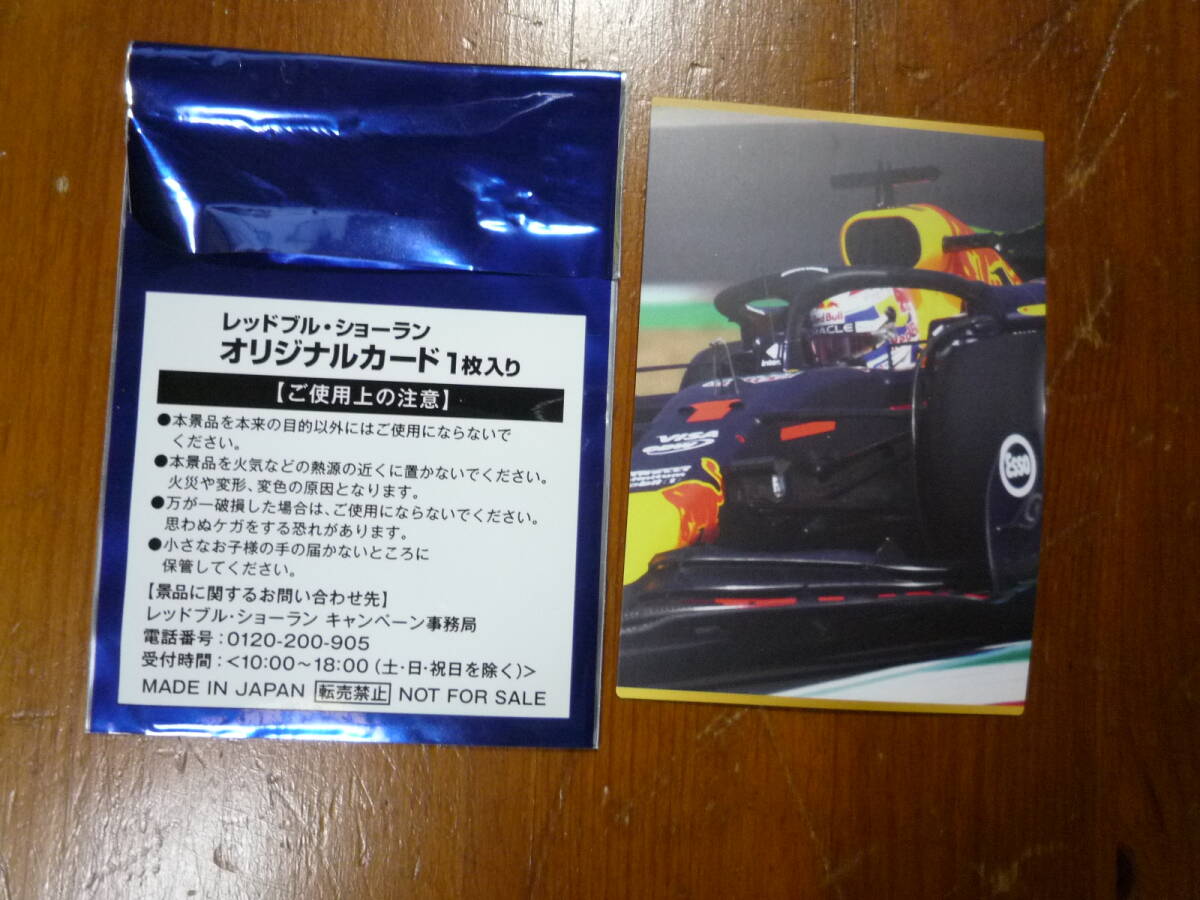 レッドブル・ショーラン
オリジナルカード1枚入り
【ご使用上の注意】
●本景品を本来の目的以外にはご使用にならないで
ください。
●本景品を火気などの熱源の近くに置かないでください。
火災や変形、変色の原因となります。
●万が一破損した場合は、ご使用にならないでください。
思わぬケガをする恐れがあります。
●小さなお子様の手の届かないところに
保管してください。
【景品に関するお問い合わせ先】
レッドブル・ショーラン キャンペーン事務局
電話番号:0120-200-905
受付時間:<10:00〜18:00(土・日・祝日を除く)>
MADE IN JAPAN 転売禁止 NOT FOR SALE
Red Bull
ORACLE
1
VISA
Esso